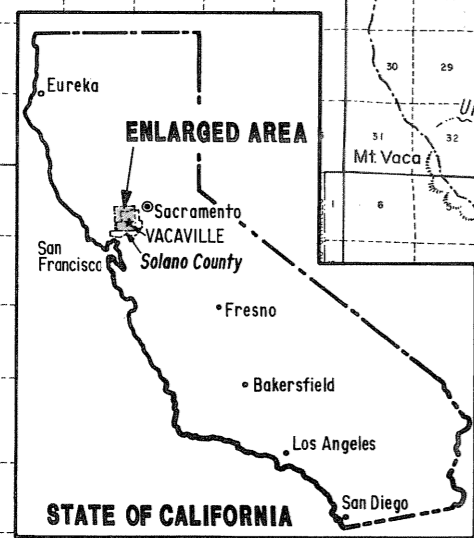 Eureka
ENLARGED AREA
Sacramento
VACAVILLE
San
Francisco
Solano County
Fresno
Bakersfield
Los Angeles
San Diego
STATE OF CALIFORNIA
30 29
31 32
Mt. Vaca
1 6 5